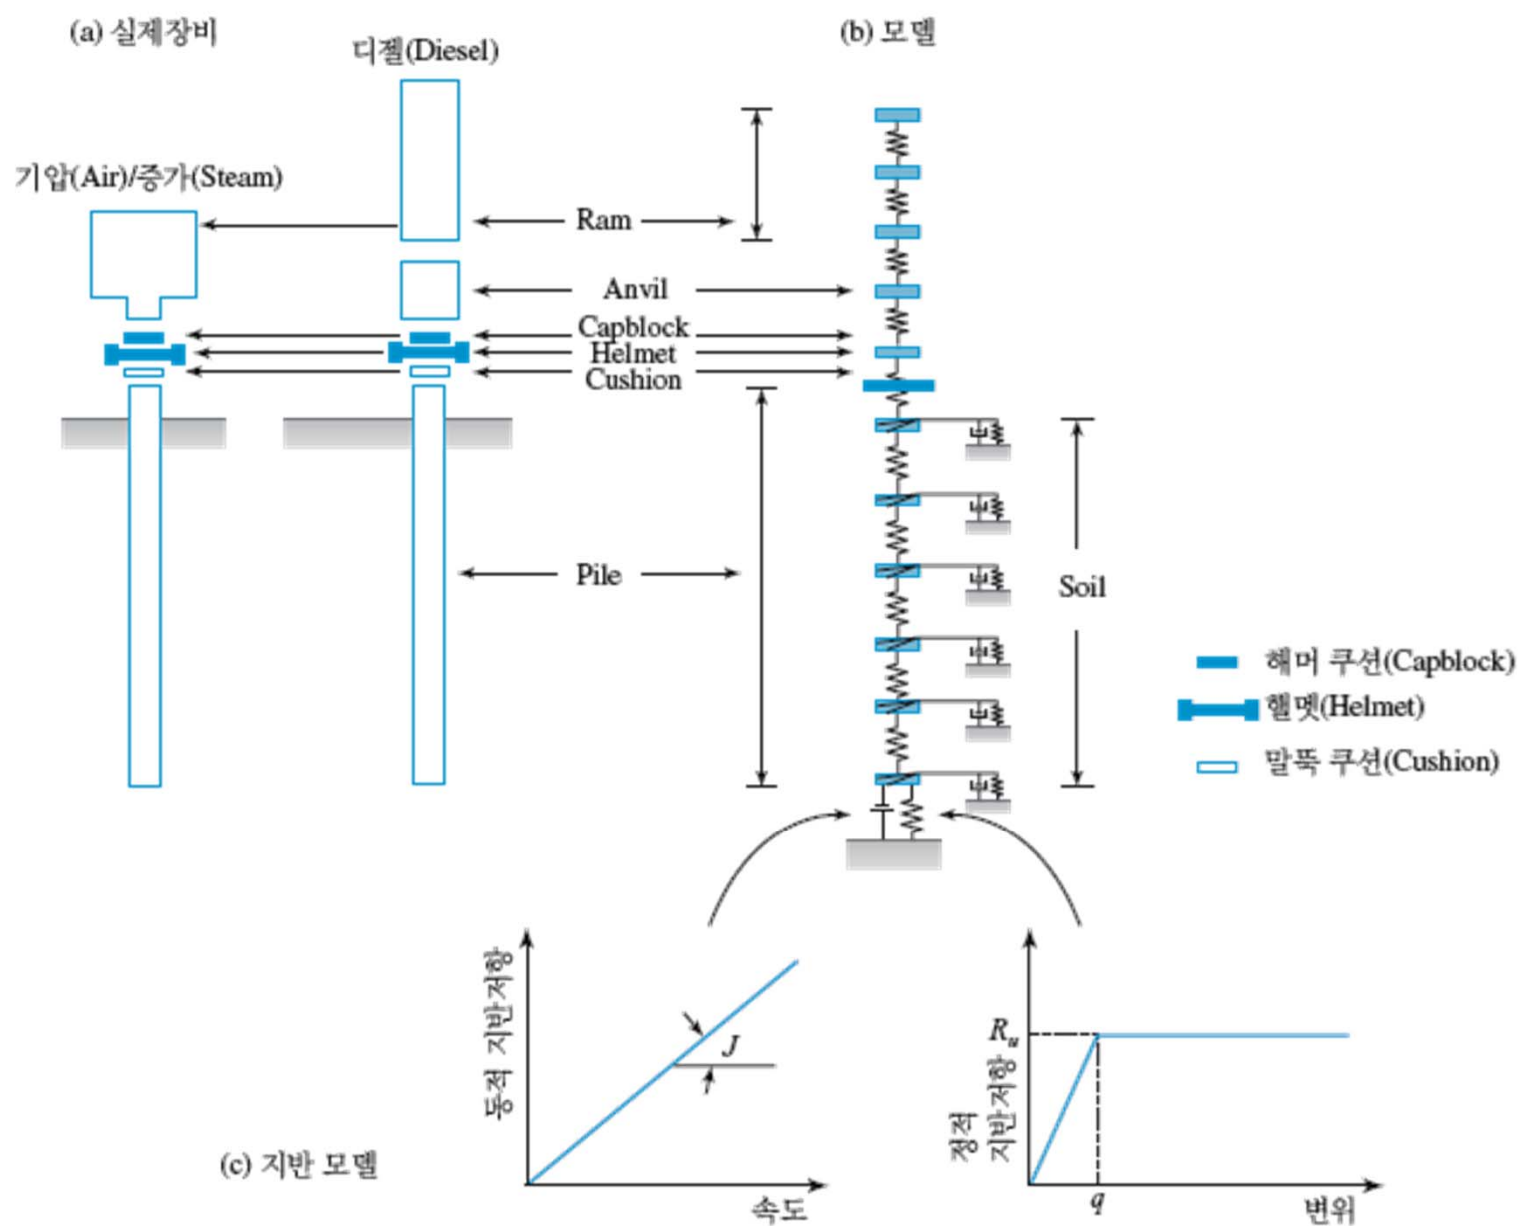 (a) 실제장비
디젤(Diesel)
(b) 모델
기압(Air)/증가(Steam)
Ram
Anvil
Capblock
Helmet
Cushion
Pile
Soil
해머 쿠션(Capblock)
헬멧(Helmet)
말뚝 쿠션(Cushion)
동적 지반저항
J
속도
R_u
정적
지반저항
q
변위
(c) 지반 모델